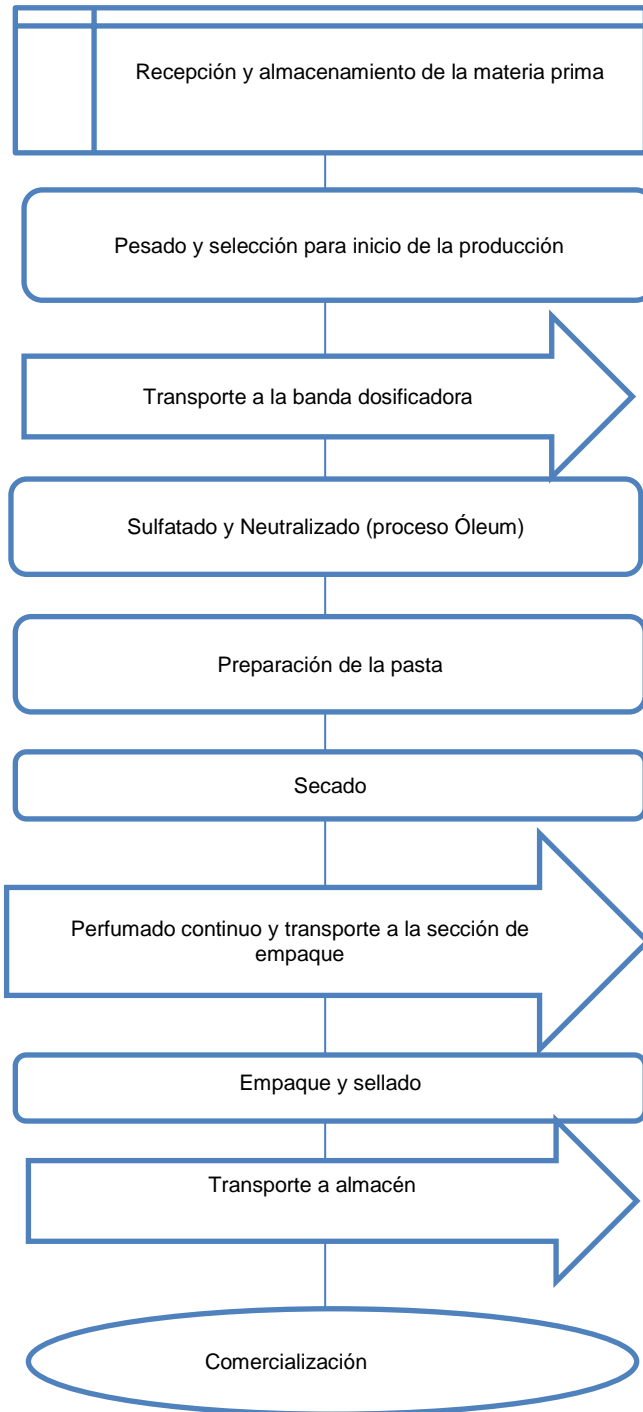 Recepción y almacenamiento de la materia prima
Pesado y selección para inicio de la producción
Transporte a la banda dosificadora
Sulfatado y Neutralizado (proceso Óleum)
Preparación de la pasta
Secado
Perfumado continuo y transporte a la sección de
empaque
Empaque y sellado
Transporte a almacén
Comercialización